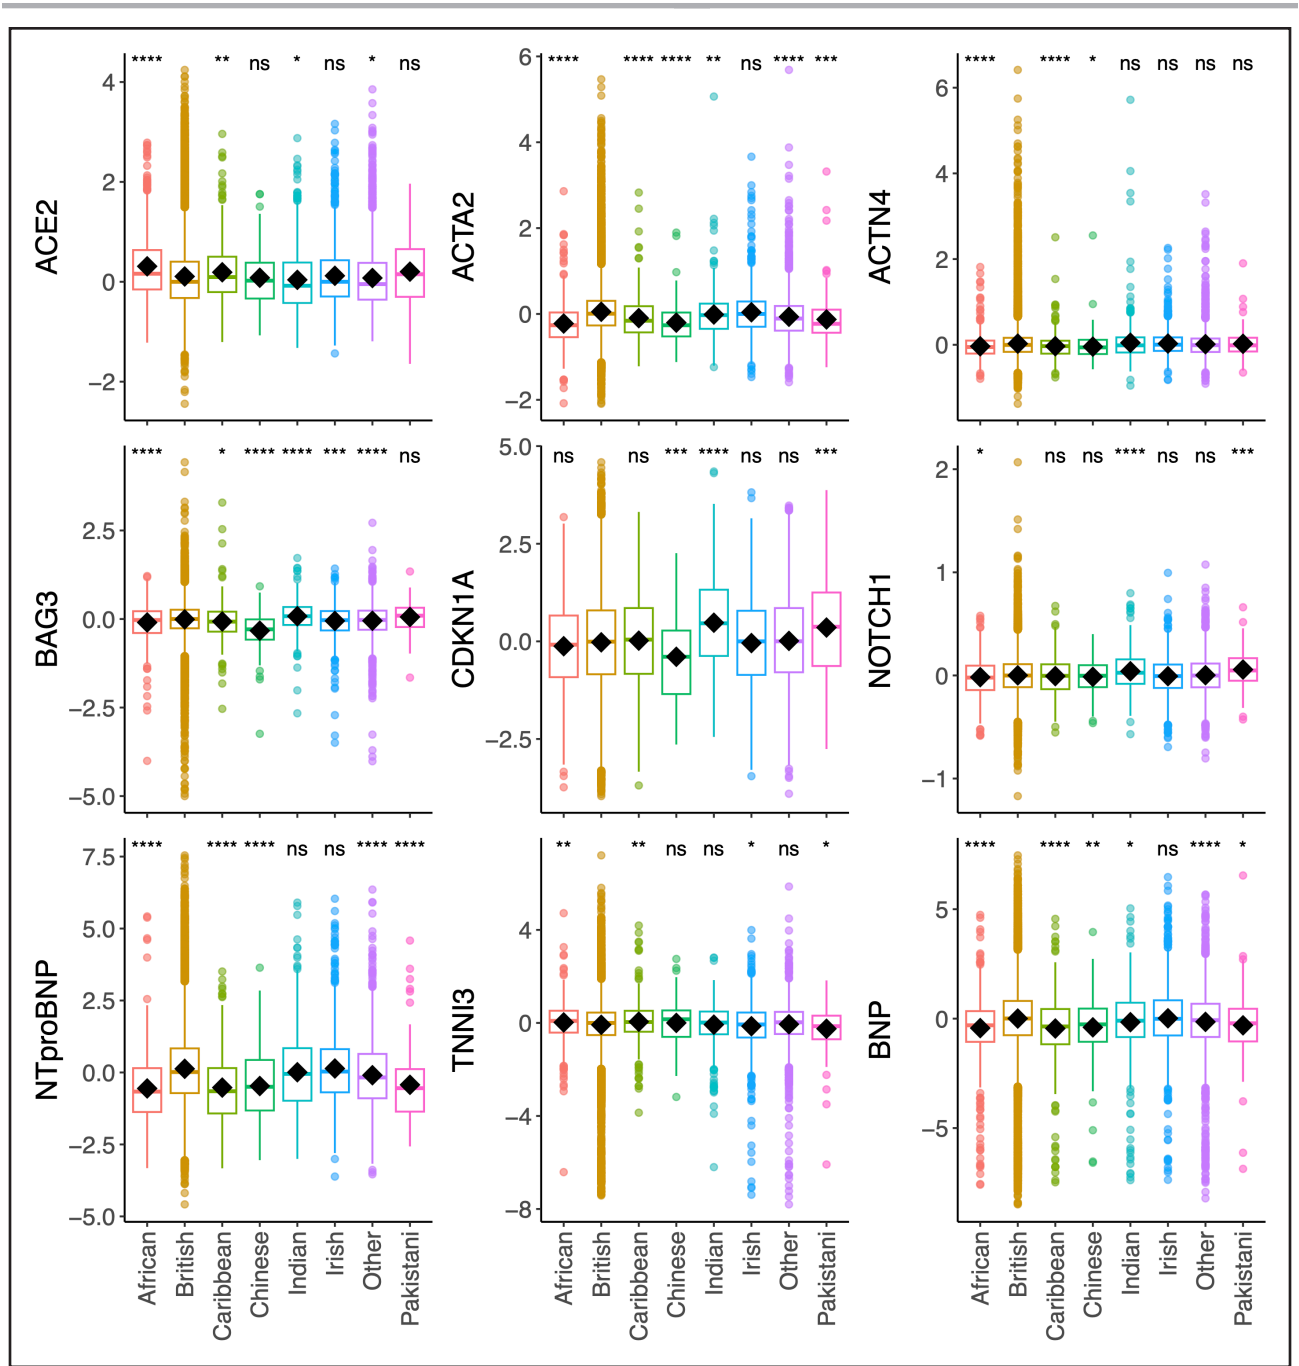 **** ** ns * ns * ns
4
2
0
−2
ACE2
**** **** **** ** ns **** ***
6
4
2
0
−2
ACTA2
**** **** * ns ns ns ns
6
4
2
0
ACTN4
**** * **** **** *** **** ns
2.5
0.0
−2.5
−5.0
BAG3
ns ns *** **** ns ns ***
5.0
2.5
0.0
−2.5
CDKN1A
* ns ns **** ns ns ***
2
1
0
−1
NOTCH1
**** **** **** ns ns **** ****
7.5
5.0
2.5
0.0
−2.5
−5.0
NTproBNP
** ** ns ns * ns *
4
0
−4
−8
TNNI3
**** **** ** * ns **** *
5
0
−5
BNP
African
British
Caribbean
Chinese
Indian
Irish
Other
Pakistani
African
British
Caribbean
Chinese
Indian
Irish
Other
Pakistani
African
British
Caribbean
Chinese
Indian
Irish
Other
Pakistani